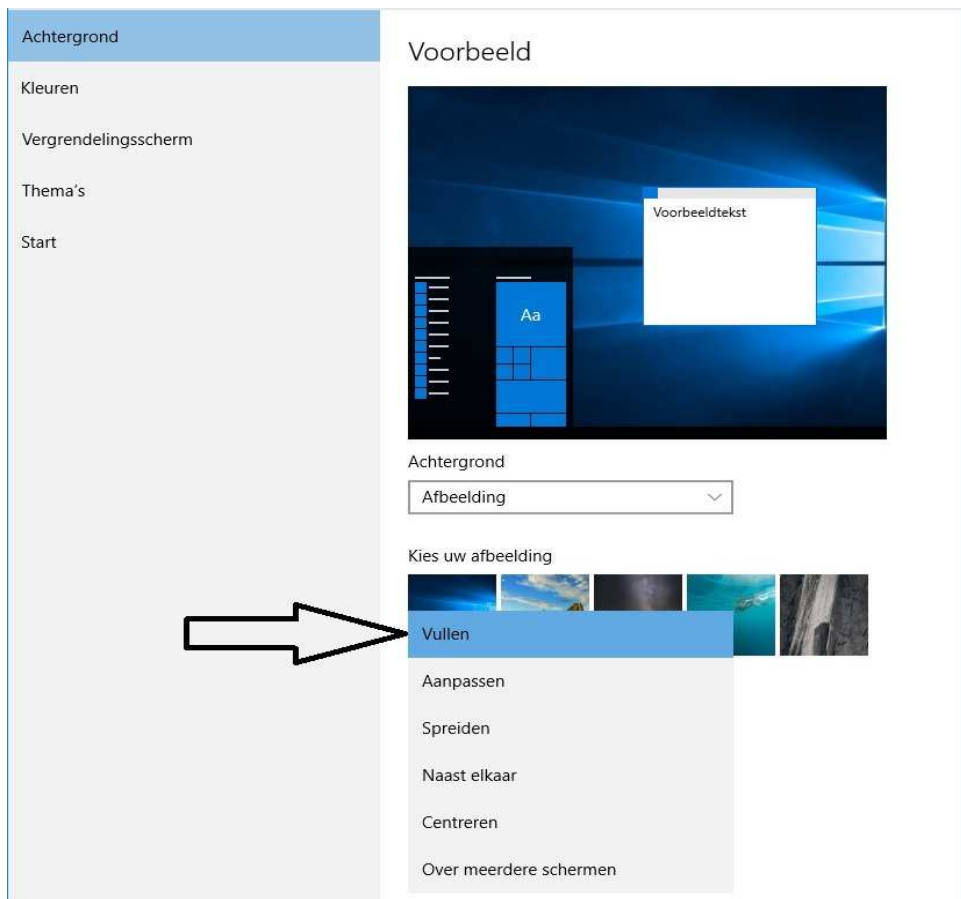 Achtergrond
Kleuren
Vergrendelingsscherm
Thema's
Start
Voorbeeld
Voorbeeldtekst
Aa
Achtergrond
Afbeelding
Kies uw afbeelding
Vullen
Aanpassen
Spreiden
Naast elkaar
Centreren
Over meerdere schermen